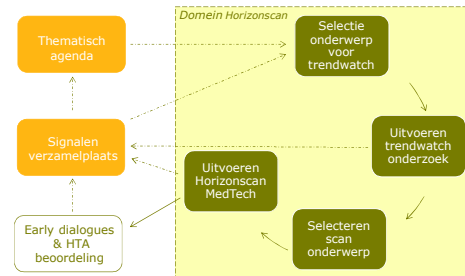 Domein Horizonscan
Thematisch
agenda
Selectie
onderwerp
voor
trendwatch
Signalen
verzamelplaats
Uitvoeren
Horizonscan
MedTech
Uitvoeren
trendwatch
onderzoek
Early dialogues
& HTA
beoordeling
Selecteren
scan
onderwerp